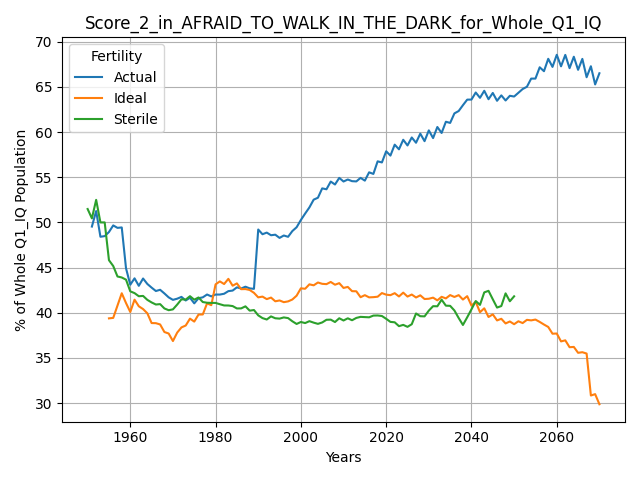 Score_2_in_AFRAID_TO_WALK_IN_THE_DARK_for_Whole_Q1_IQ
% of Whole Q1_IQ Population
70
65
60
55
50
45
40
35
30
Fertility
Actual
Ideal
Sterile
1960
1980
2000
2020
2040
2060
Years